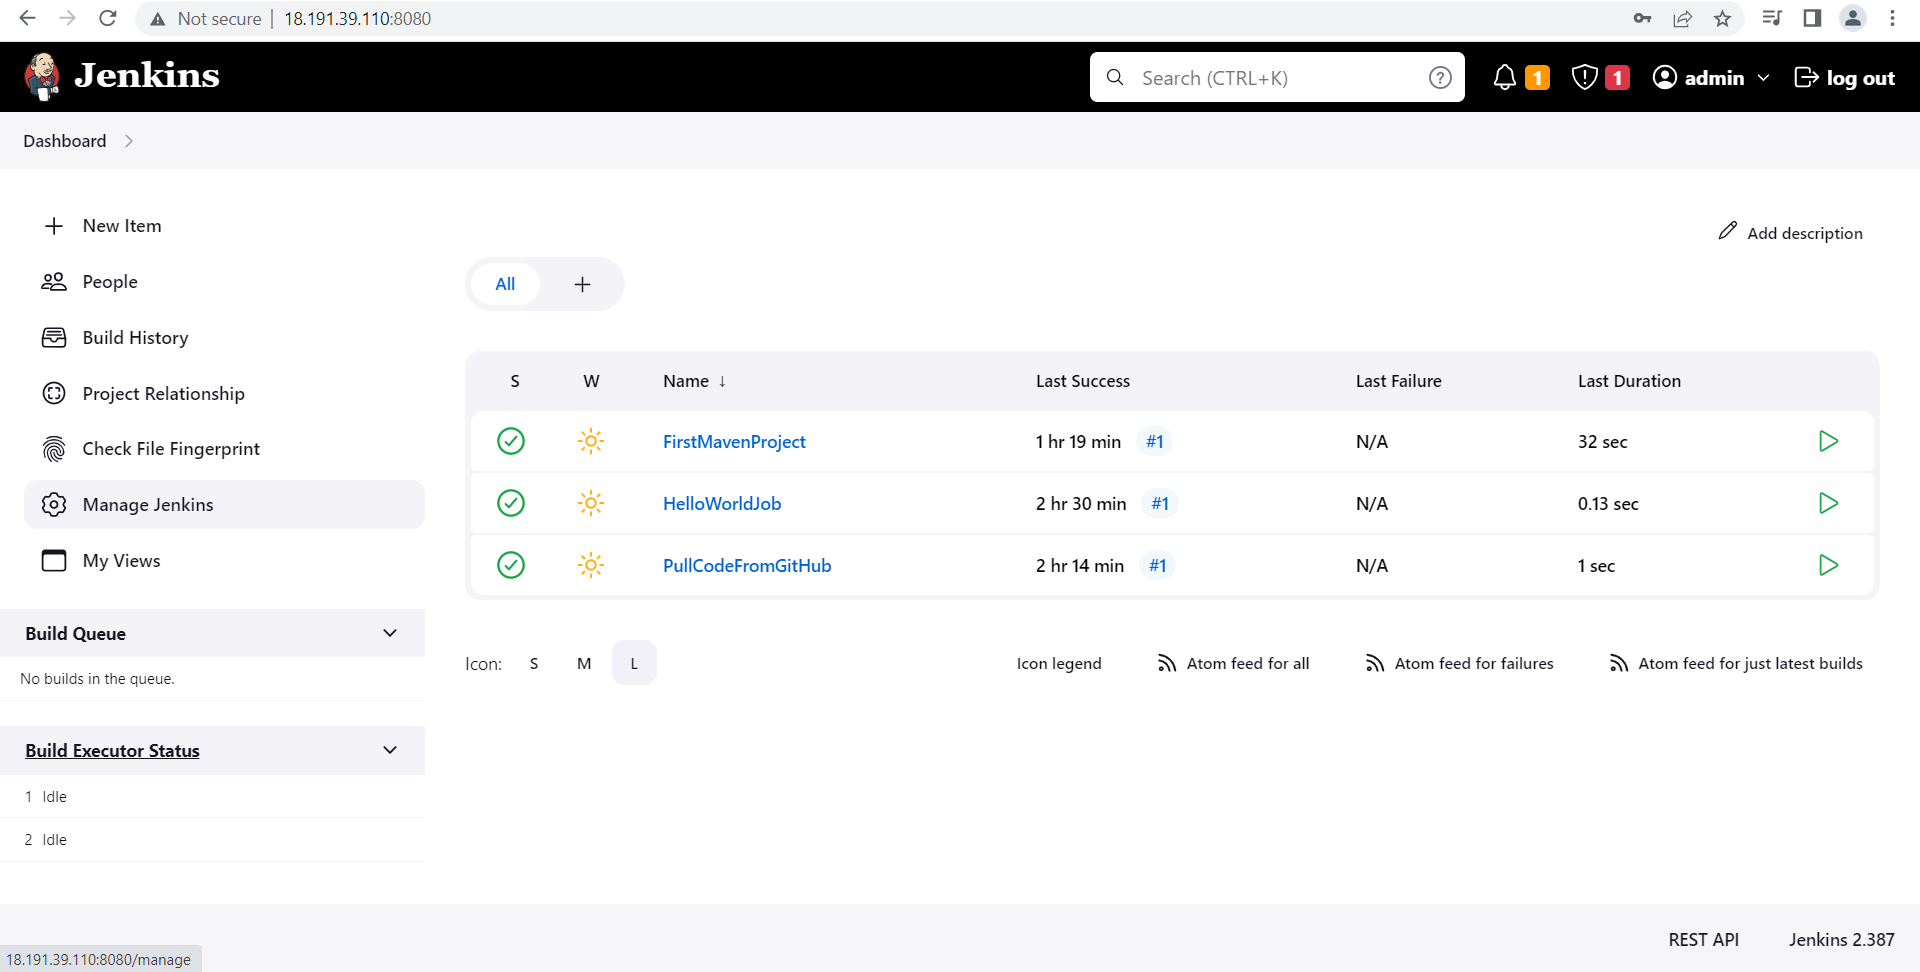 Not secure | 18.191.39.110:8080
Jenkins
Search (CTRL+K)
?
1
1
admin
log out
Dashboard
New Item
People
Build History
Project Relationship
Check File Fingerprint
Manage Jenkins
My Views
Build Queue
No builds in the queue.
Build Executor Status
1 Idle
2 Idle
Add description
All +
S W Name ↓ Last Success Last Failure Last Duration
FirstMavenProject 1 hr 19 min #1 N/A 32 sec
HelloWorldJob 2 hr 30 min #1 N/A 0.13 sec
PullCodeFromGitHub 2 hr 14 min #1 N/A 1 sec
Icon: S M L
Icon legend
Atom feed for all
Atom feed for failures
Atom feed for just latest builds
REST API
Jenkins 2.387
18.191.39.110:8080/manage